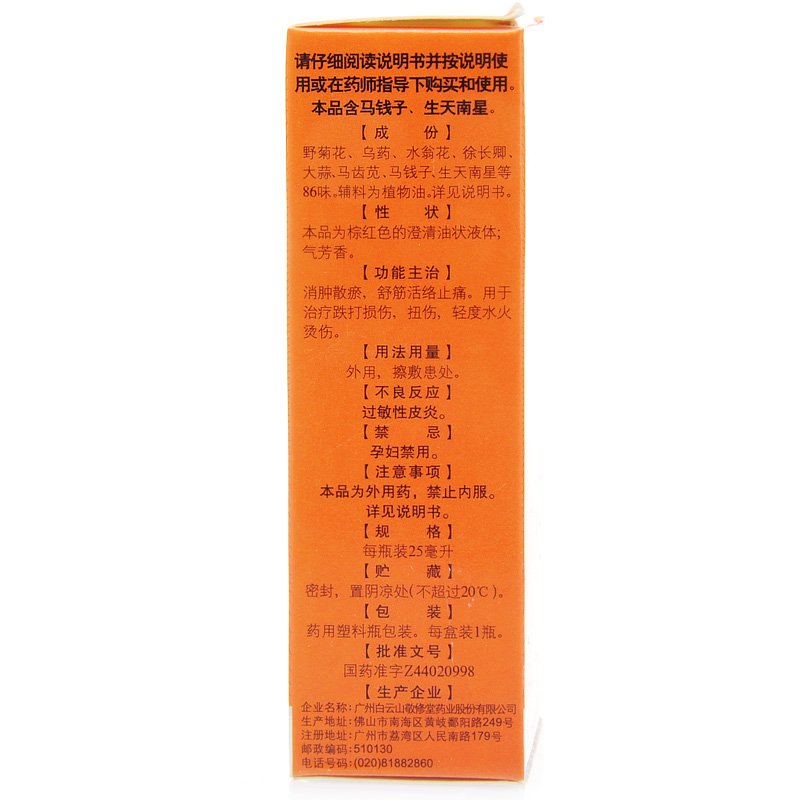 请仔细阅读说明书并按说明使
用或在药师指导下购买和使用。
本品含马钱子、生天南星。
【成 份】
野菊花、乌药、水翁花、徐长卿、
大蒜、马齿苋、马钱子、生天南星等
86味。辅料为植物油。详见说明书。
【性 状】
本品为棕红色的澄清油状液体；
气芳香。
【功能主治】
消肿散瘀，舒筋活络止痛。用于
治疗跌打损伤，扭伤，轻度水火
烫伤。
【用法用量】
外用，擦敷患处。
【不良反应】
过敏性皮炎。
【禁 忌】
孕妇禁用。
【注意事项】
本品为外用药，禁止内服。
详见说明书。
【规 格】
每瓶装25毫升
【贮 藏】
密封，置阴凉处(不超过20℃)。
【包 装】
药用塑料瓶包装。每盒装1瓶。
【批准文号】
国药准字Z44020998
【生产企业】
企业名称:广州白云山敬修堂药业股份有限公司
生产地址:佛山市南海区黄岐鄱阳路249号
注册地址:广州市荔湾区人民南路179号
邮政编码:510130
电话号码:(020)81882860